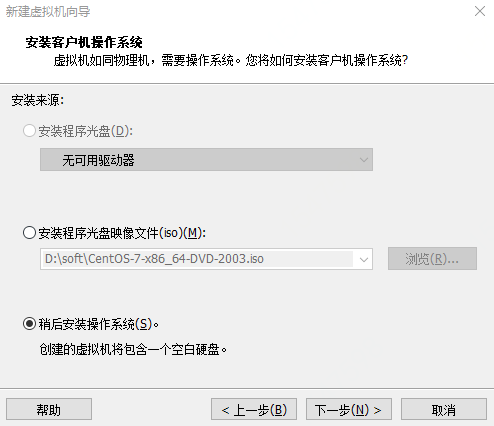 新建虚拟机向导
安装客户机操作系统
虚拟机如同物理机，需要操作系统。您将如何安装客户机操作系统?
安装来源:
安装程序光盘(D):
无可用驱动器
安装程序光盘映像文件(iso)(M):
D:\soft\CentOS-7-x86_64-DVD-2003.iso
浏览(R)...
稍后安装操作系统(S)。
创建的虚拟机将包含一个空白硬盘。
帮助
< 上一步(B)
下一步(N) >
取消